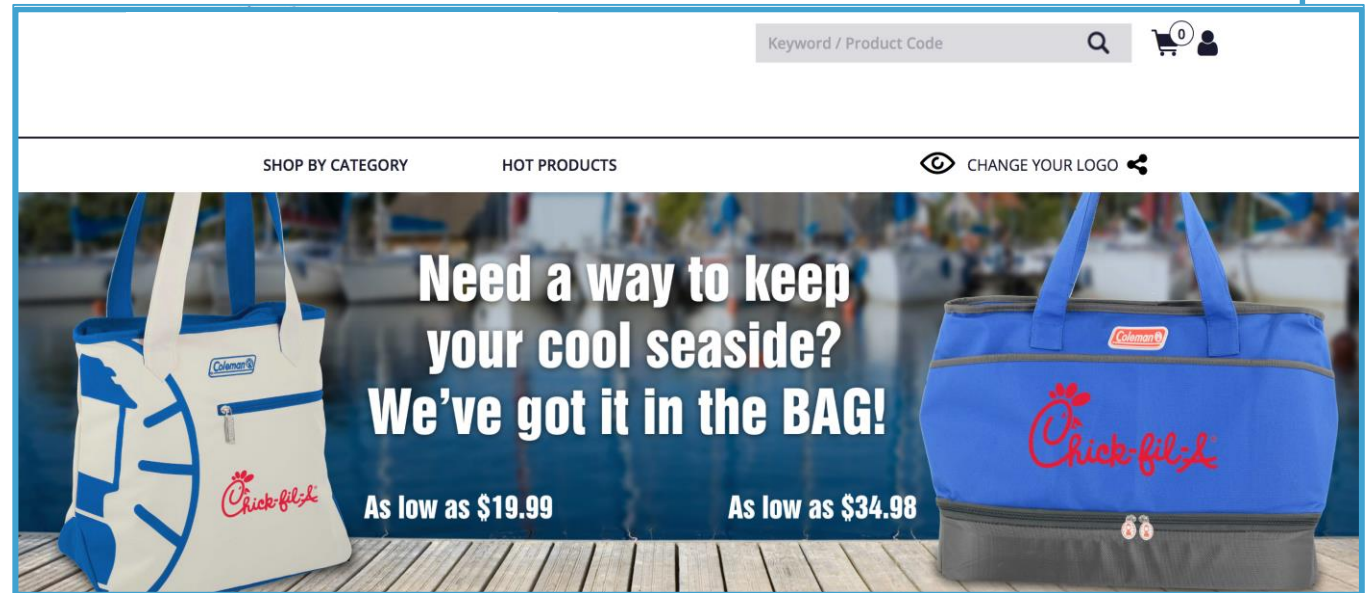 Keyword / Product Code
0
SHOP BY CATEGORY
HOT PRODUCTS
CHANGE YOUR LOGO
Need a way to keep
your cool seaside?
We've got it in the BAG!
As low as $19.99
As low as $34.98
Coleman
Chick-fil-A
Coleman
Chick-fil-A